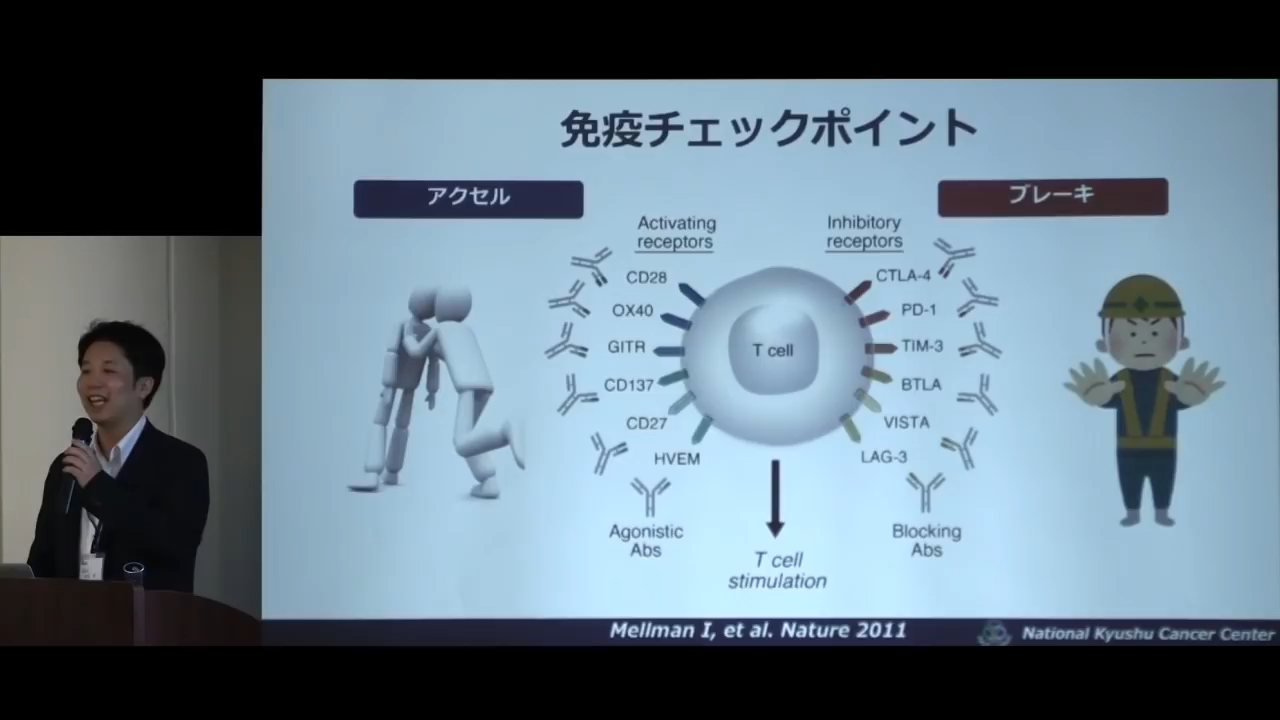 免疫チェックポイント
アクセル
ブレーキ
Activating
receptors
CD28
OX40
GITR
CD137
CD27
HVEM
Agonistic
Abs
Inhibitory
receptors
CTLA-4
PD-1
TIM-3
BTLA
VISTA
LAG-3
Blocking
Abs
T cell
T cell
stimulation
Mellman I, et al. Nature 2011
National Kyushu Cancer Center